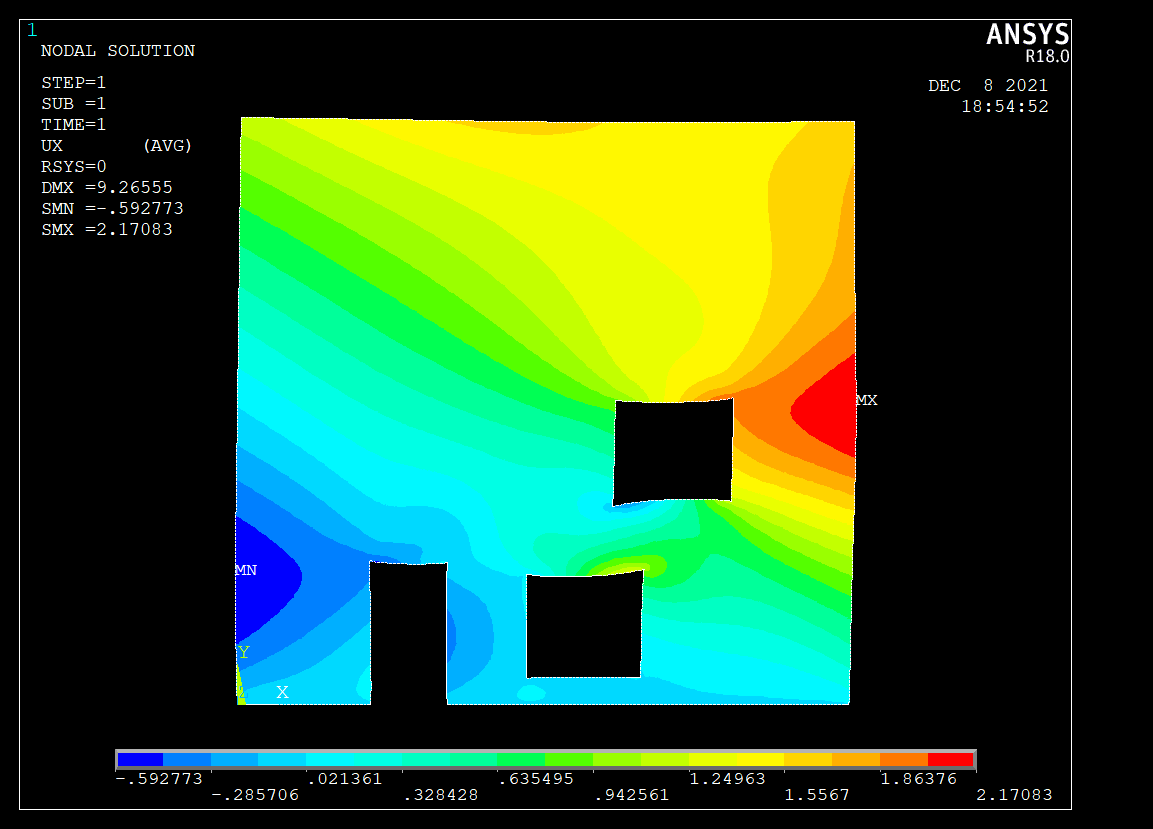 1
NODAL SOLUTION
ANSYS
R18.0
STEP=1
SUB =1
TIME=1
UX (AVG)
RSYS=0
DMX =9.26555
SMN =-.592773
SMX =2.17083
DEC 8 2021
18:54:52
MX
MN
Y
X
-.592773 .021361 .635495 1.24963 1.86376
-.285706 .328428 .942561 1.5567 2.17083